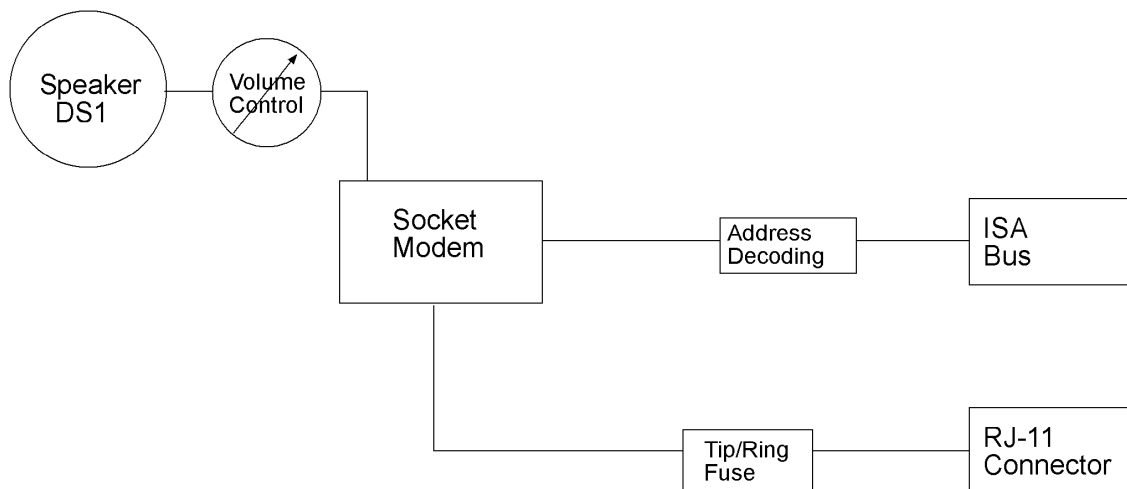 Speaker
DS1
Volume
Control
Socket
Modem
Address
Decoding
ISA
Bus
Tip/Ring
Fuse
RJ-11
Connector